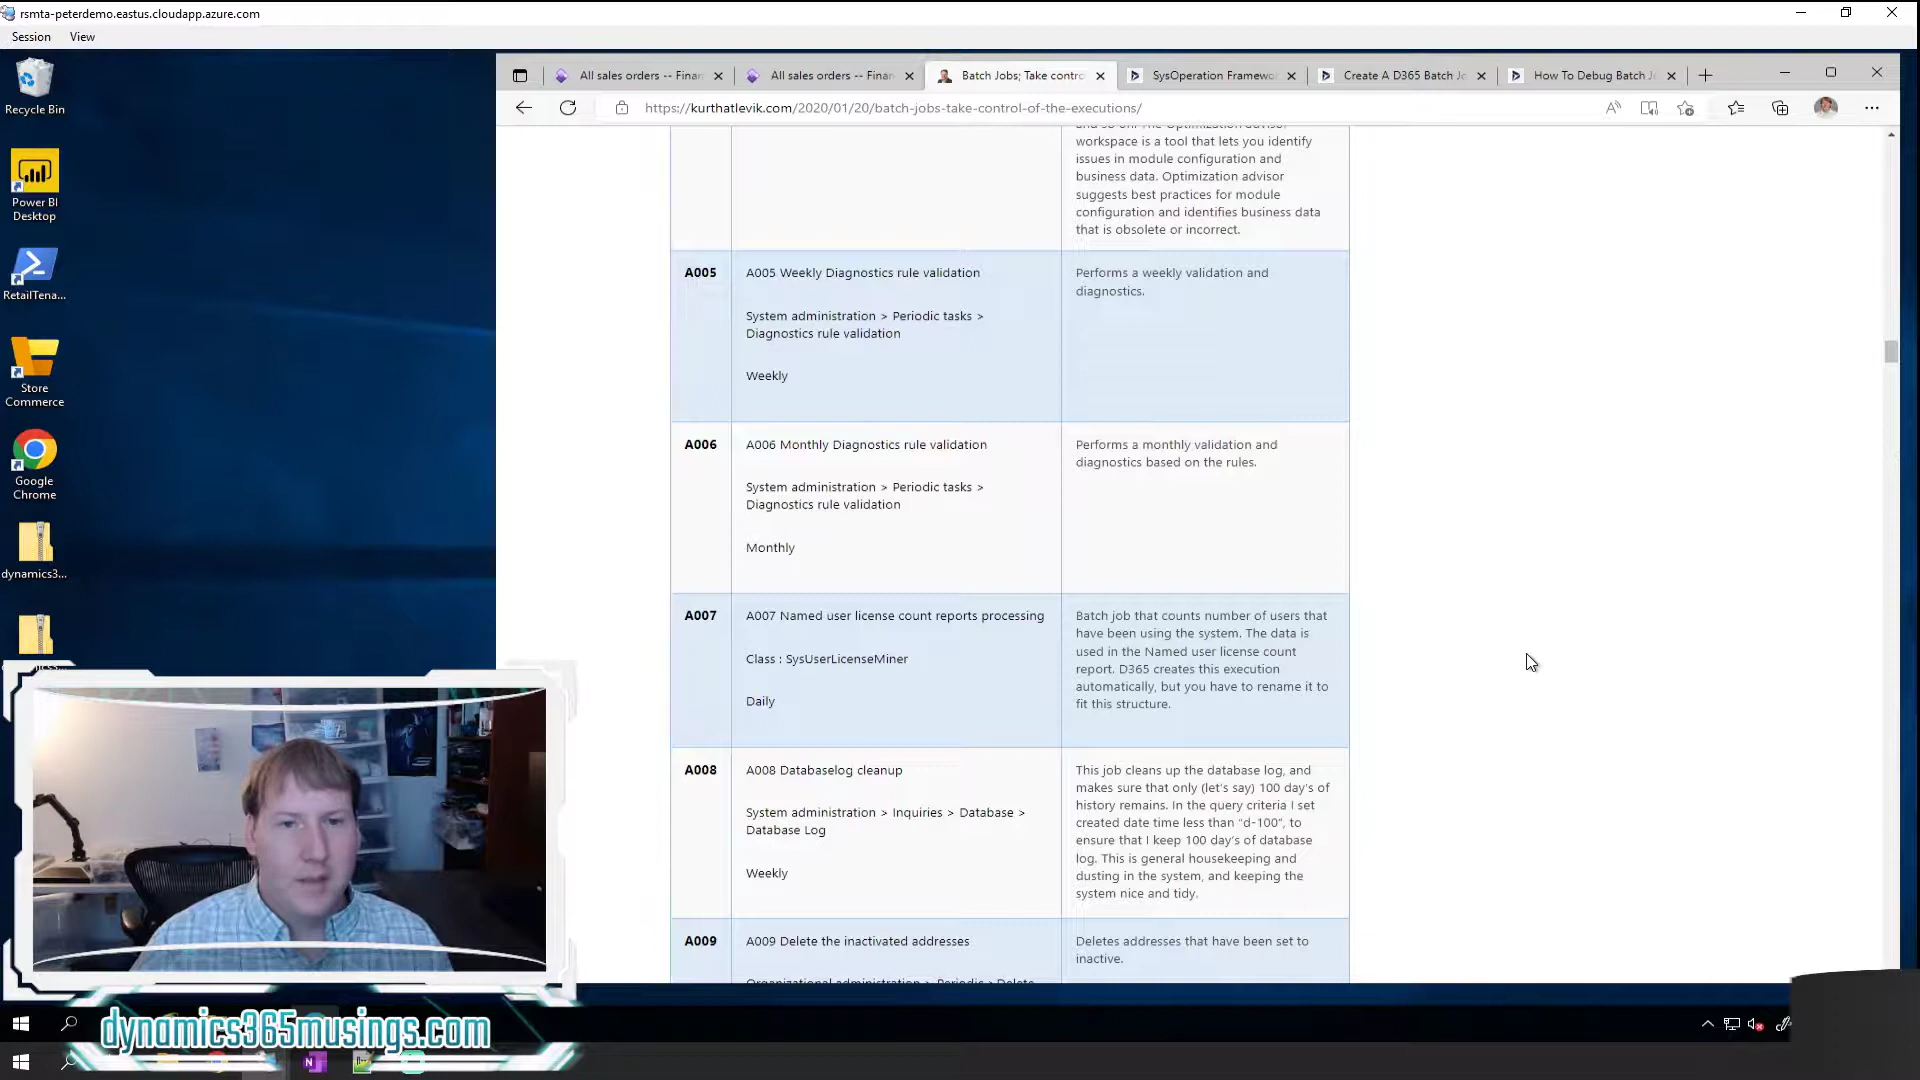 rsmta-peterdemo.eastus.cloudapp.azure.com
Session View
Recycle Bin
Power BI
Desktop
RetailTena...
Store
Commerce
Google
Chrome
dynamics3...
All sales orders -- Finan
All sales orders -- Finan
Batch Jobs; Take contro
SysOperation Framewo
Create A D365 Batch Jo
How To Debug Batch J
https://kurthatlevik.com/2020/01/20/batch-jobs-take-control-of-the-executions/
workspace is a tool that lets you identify
issues in module configuration and
business data. Optimization advisor
suggests best practices for module
configuration and identifies business data
that is obsolete or incorrect.
A005
A005 Weekly Diagnostics rule validation
System administration > Periodic tasks >
Diagnostics rule validation
Weekly
Performs a weekly validation and
diagnostics.
A006
A006 Monthly Diagnostics rule validation
System administration > Periodic tasks >
Diagnostics rule validation
Monthly
Performs a monthly validation and
diagnostics based on the rules.
A007
A007 Named user license count reports processing
Class : SysUserLicenseMiner
Daily
Batch job that counts number of users that
have been using the system. The data is
used in the Named user license count
report. D365 creates this execution
automatically, but you have to rename it to
fit this structure.
A008
A008 Databaselog cleanup
System administration > Inquiries > Database >
Database Log
Weekly
This job cleans up the database log, and
makes sure that only (let's say) 100 day's of
history remains. In the query criteria I set
created date time less than “d-100”, to
ensure that I keep 100 day's of database
log. This is general housekeeping and
dusting in the system, and keeping the
system nice and tidy.
A009
A009 Delete the inactivated addresses
Organizational administration > Periodic > Delete
Deletes addresses that have been set to
inactive.
dynamics365musings.com